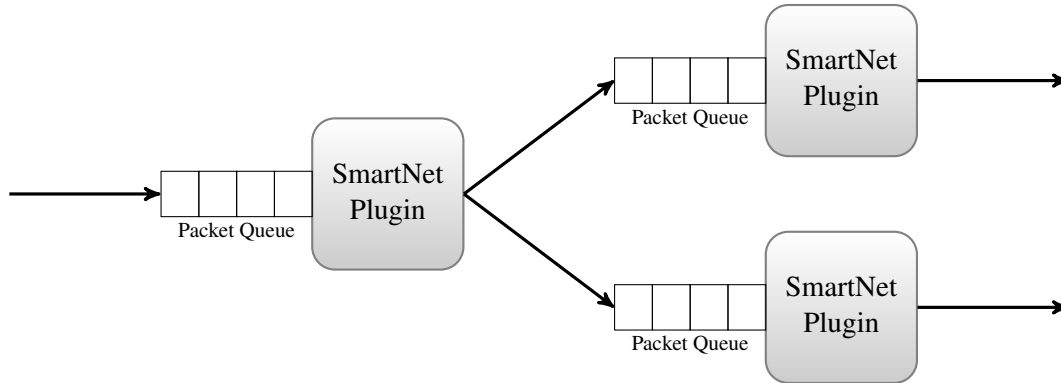 SmartNet
Plugin
Packet Queue
SmartNet
Plugin
Packet Queue
SmartNet
Plugin
Packet Queue